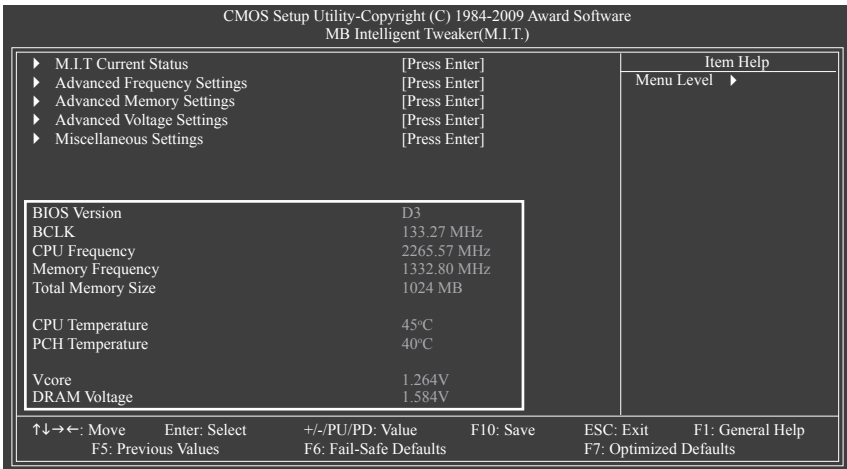 CMOS Setup Utility-Copyright (C) 1984-2009 Award Software
MB Intelligent Tweaker(M.I.T.)
▶ M.I.T Current Status [Press Enter]
▶ Advanced Frequency Settings [Press Enter]
▶ Advanced Memory Settings [Press Enter]
▶ Advanced Voltage Settings [Press Enter]
▶ Miscellaneous Settings [Press Enter]
Item Help
Menu Level ▶
BIOS Version D3
BCLK 133.27 MHz
CPU Frequency 2265.57 MHz
Memory Frequency 1332.80 MHz
Total Memory Size 1024 MB
CPU Temperature 45°C
PCH Temperature 40°C
Vcore 1.264V
DRAM Voltage 1.584V
↑↓→←: Move Enter: Select +/-/PU/PD: Value F10: Save ESC: Exit F1: General Help
F5: Previous Values F6: Fail-Safe Defaults F7: Optimized Defaults